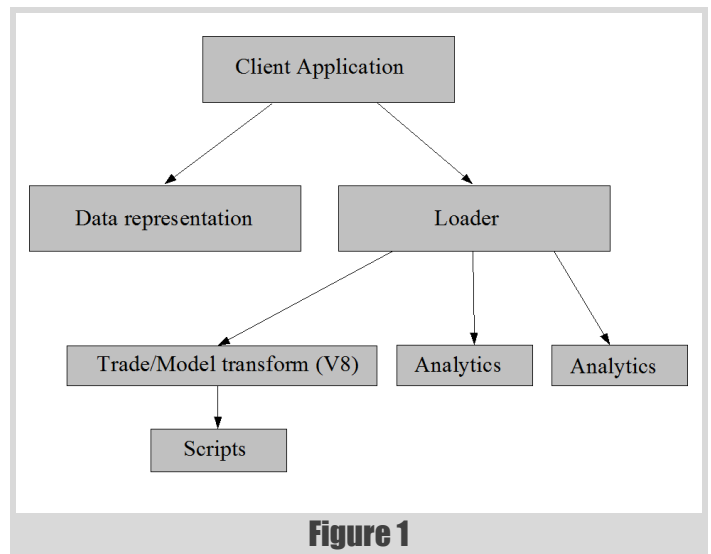 Client Application
Data representation
Loader
Trade/Model transform (V8)
Analytics
Analytics
Scripts
Figure 1